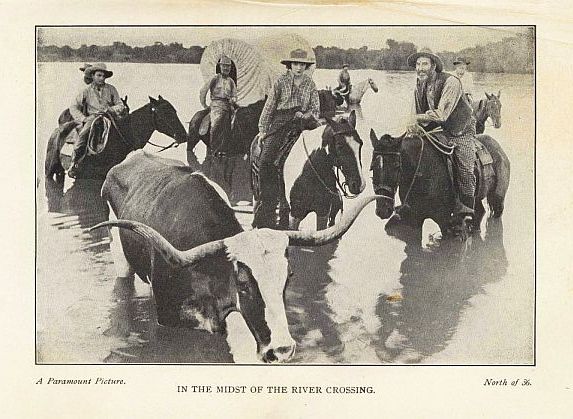 A Paramount Picture.
North of 36.
IN THE MIDST OF THE RIVER CROSSING.